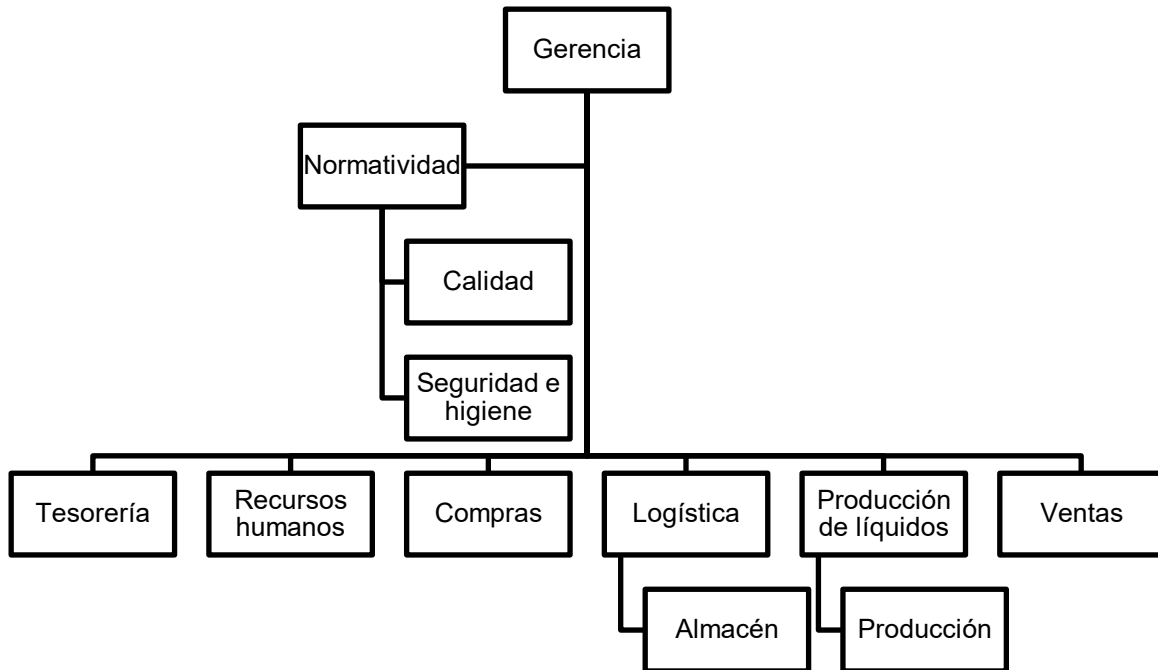 Gerencia
Normatividad
Calidad
Seguridad e
higiene
Tesorería
Recursos
humanos
Compras
Logística
Producción
de líquidos
Ventas
Almacén
Producción